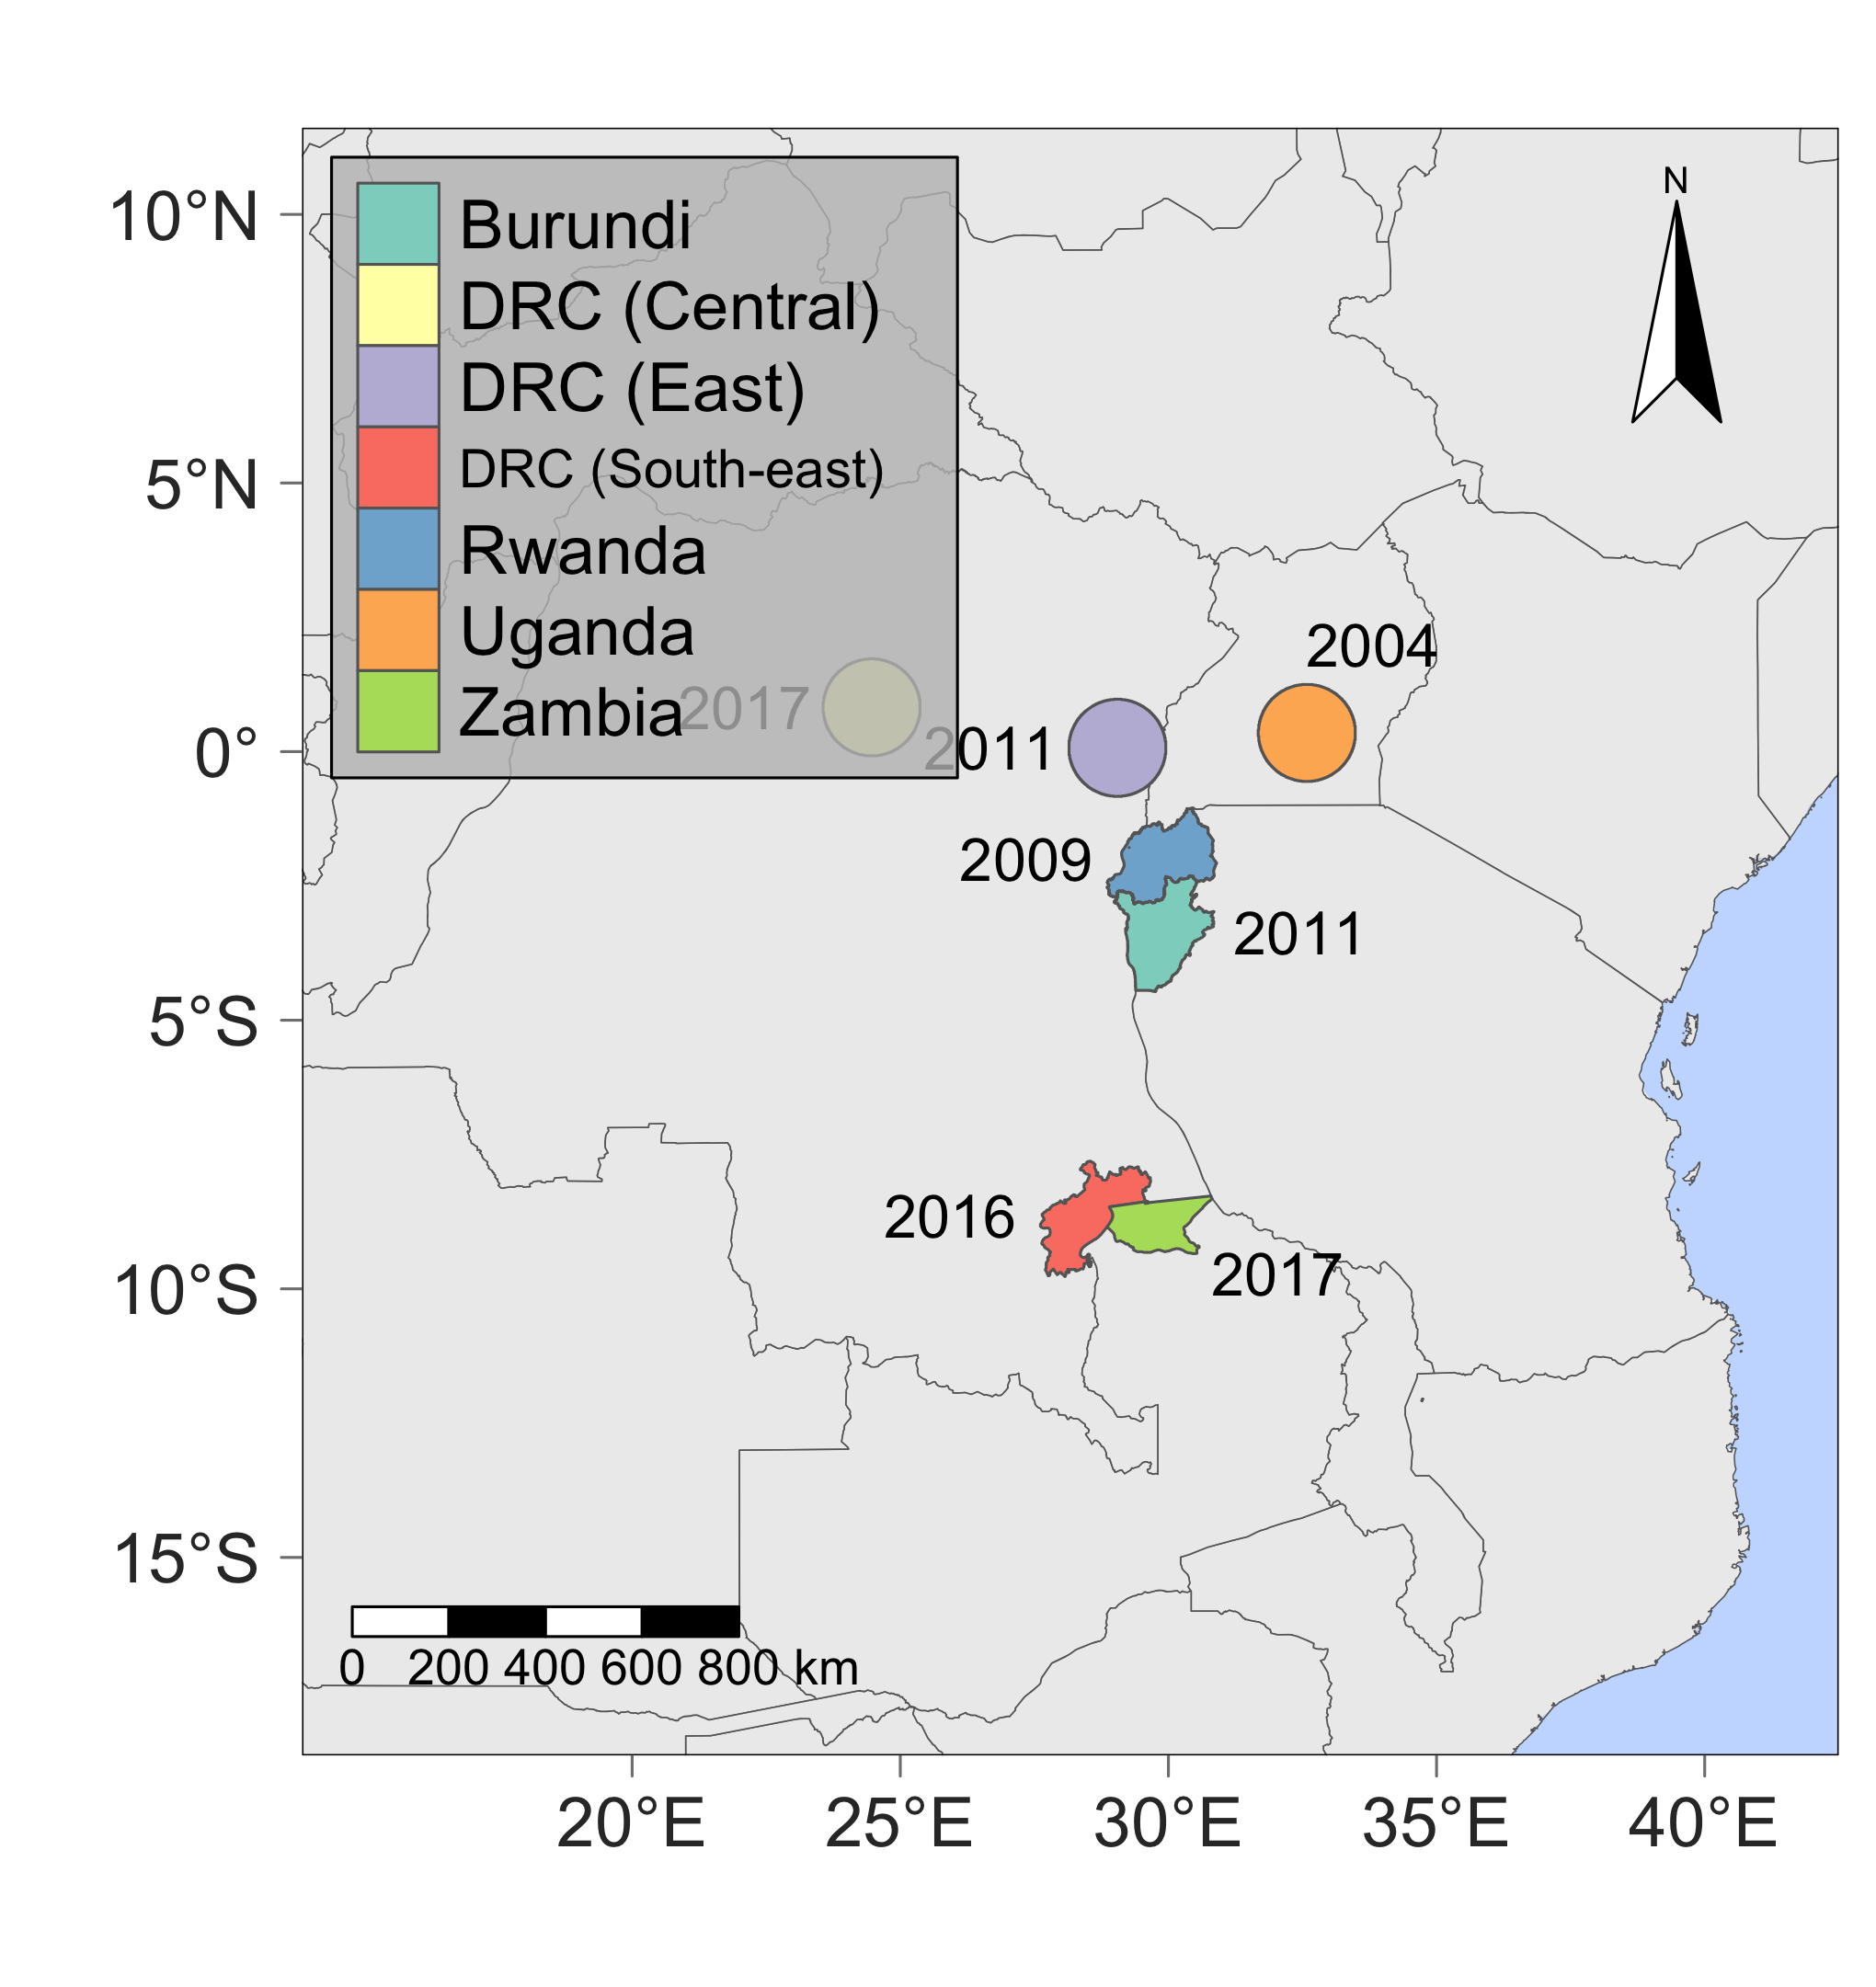 N
10°N
5°N
0°
5°S
10°S
15°S
Burundi
DRC (Central)
DRC (East)
DRC (South-east)
Rwanda
Uganda
Zambia
2017
2004
2011
2009
2011
2016
2017
0 200 400 600 800 km
20°E 25°E 30°E 35°E 40°E